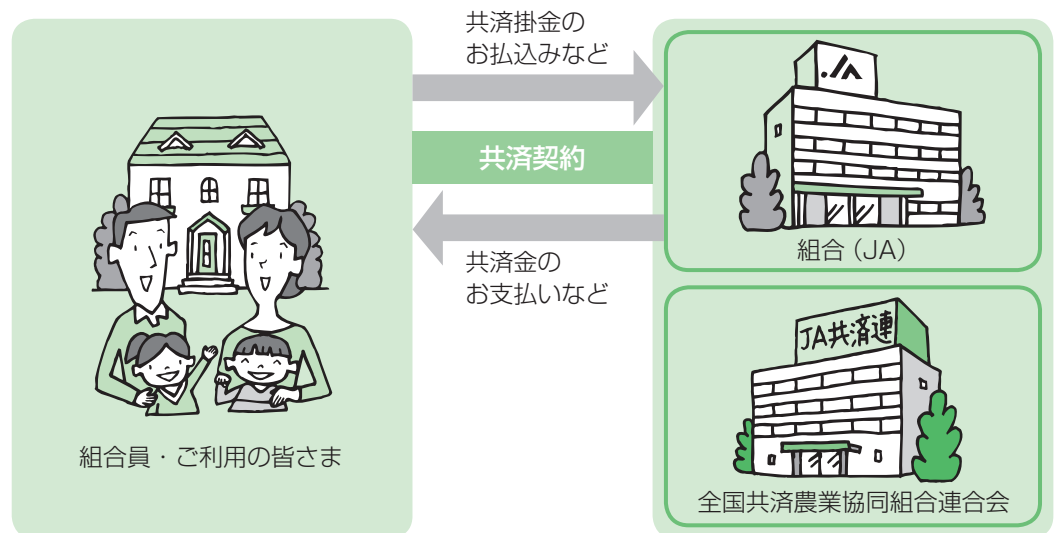 共済掛金の
お払込みなど
共済契約
共済金の
お支払いなど
組合員・ご利用の皆さま
JA
組合（JA）
JA共済連
全国共済農業協同組合連合会